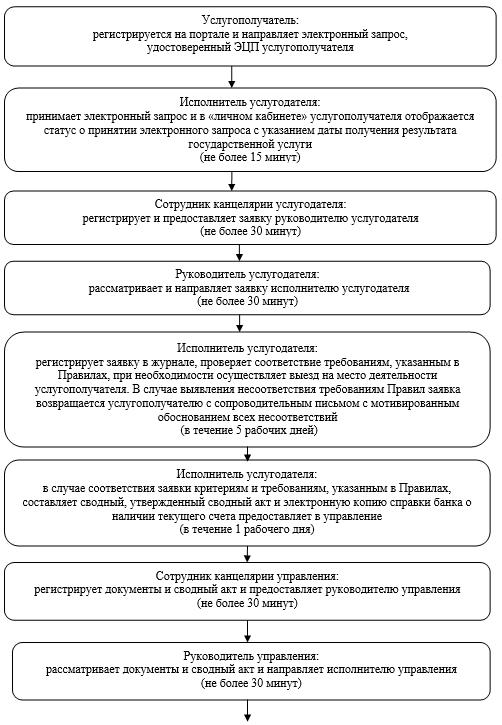 Услугополучатель:
регистрируется на портале и направляет электронный запрос,
удостоверенный ЭЦП услугополучателя
Исполнитель услугодателя:
принимает электронный запрос и в «личном кабинете» услугополучателя отображается
статус о принятии электронного запроса с указанием даты получения результата
государственной услуги
(не более 15 минут)
Сотрудник канцелярии услугодателя:
регистрирует и предоставляет заявку руководителю услугодателя
(не более 30 минут)
Руководитель услугодателя:
рассматривает и направляет заявку исполнителю услугодателя
(не более 30 минут)
Исполнитель услугодателя:
регистрирует заявку в журнале, проверяет соответствие требованиям, указанным в
Правилах, при необходимости осуществляет выезд на место деятельности
услугополучателя. В случае выявления несоответствия требованиям Правил заявка
возвращается услугополучателю с сопроводительным письмом с мотивированным
обоснованием всех несоответствий
(в течение 5 рабочих дней)
Исполнитель услугодателя:
в случае соответствия заявки критериям и требованиям, указанным в Правилах,
составляет сводный, утвержденный сводный акт и электронную копию справки банка о
наличии текущего счета предоставляет в управление
(в течение 1 рабочего дня)
Сотрудник канцелярии управления:
регистрирует документы и сводный акт и предоставляет руководителю управления
(не более 30 минут)
Руководитель управления:
рассматривает документы и сводный акт и направляет исполнителю управления
(не более 30 минут)